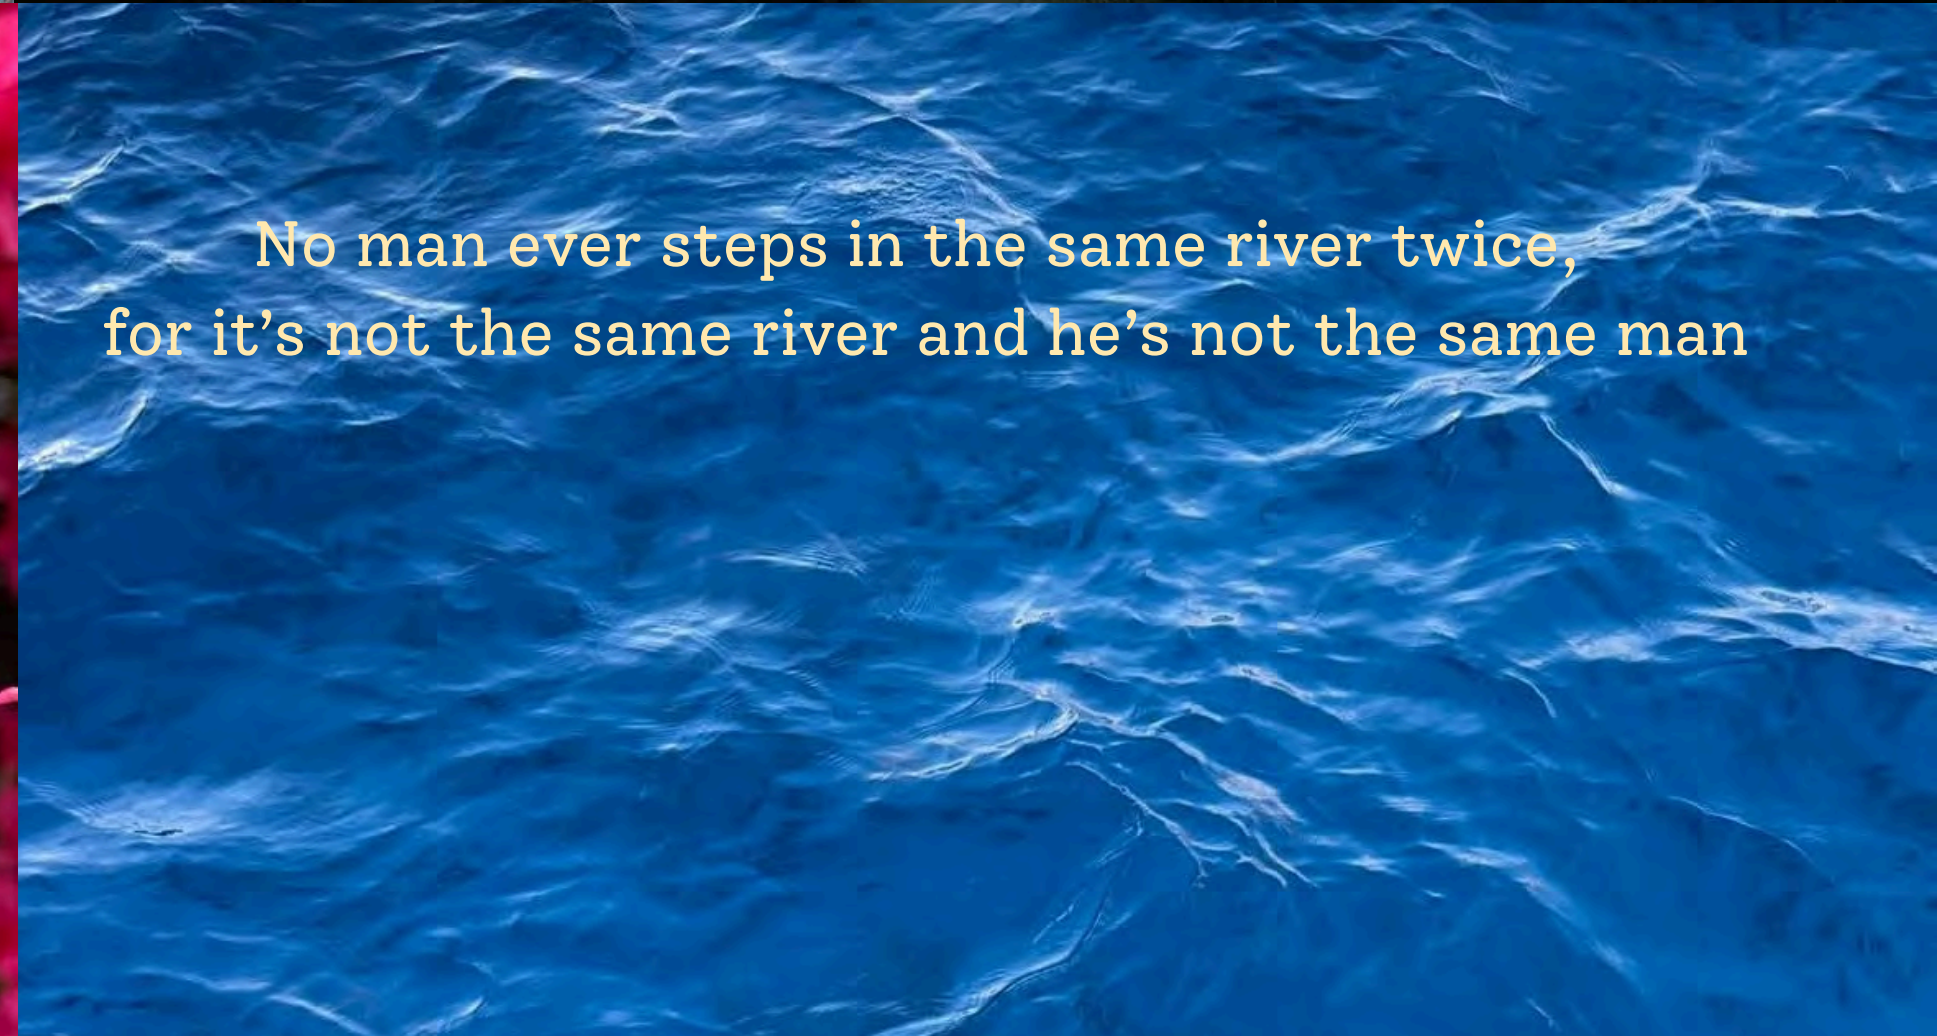 No man ever steps in the same river twice,
for it’s not the same river and he’s not the same man